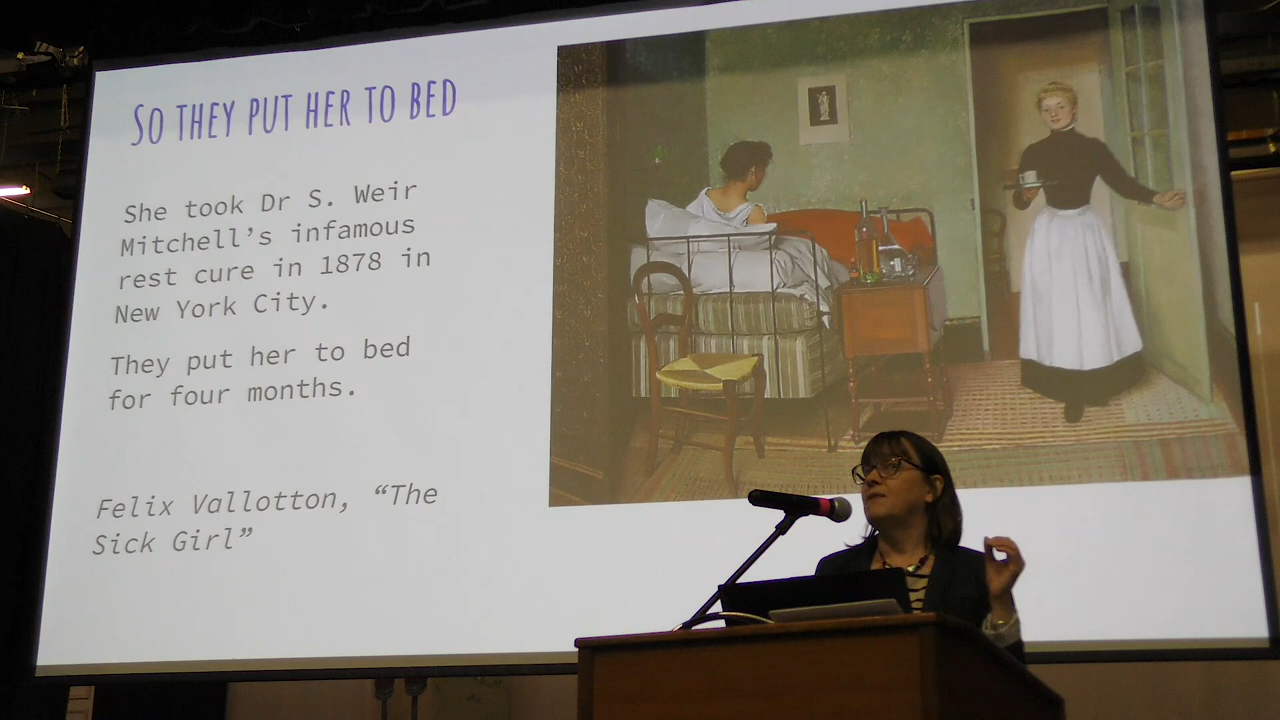 So they put her to bed
She took Dr S. Weir
Mitchell’s infamous
rest cure in 1878 in
New York City.
They put her to bed
for four months.
Felix Vallotton, “The
Sick Girl”